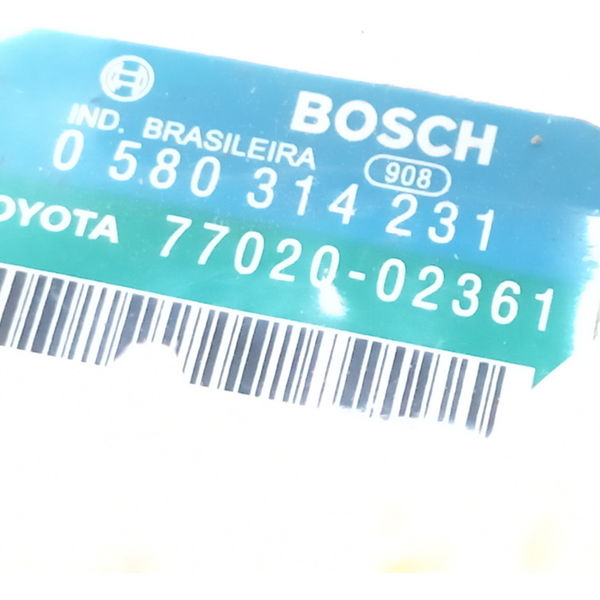 BOSCH
IND. BRASILEIRA
908
0 580 314 231
OYOTA 77020-02361